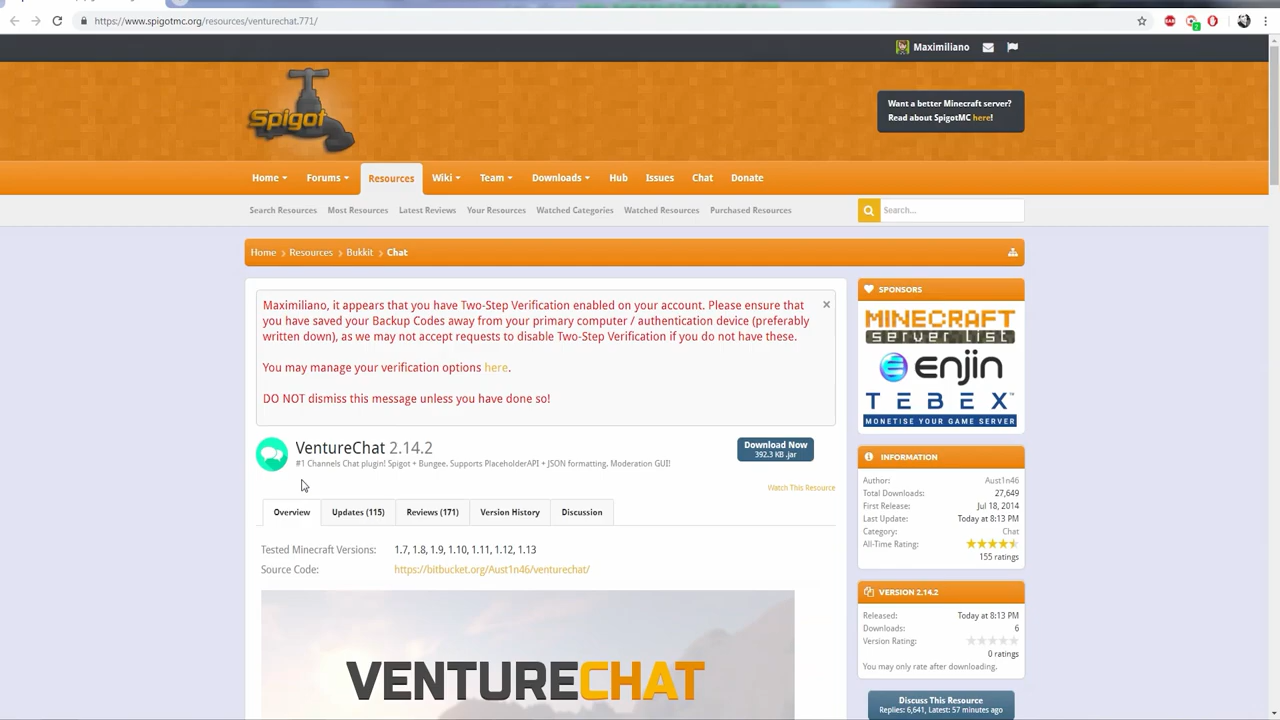 https://www.spigotmc.org/resources/venturechat.771/
Maximiliano
Spigot
Want a better Minecraft server?
Read about SpigotMC here!
Home
Forums
Resources
Wiki
Team
Downloads
Hub
Issues
Chat
Donate
Search Resources
Most Resources
Latest Reviews
Your Resources
Watched Categories
Watched Resources
Purchased Resources
Search...
Home
Resources
Bukkit
Chat
Maximiliano, it appears that you have Two-Step Verification enabled on your account. Please ensure that
you have saved your Backup Codes away from your primary computer / authentication device (preferably
written down), as we may not accept requests to disable Two-Step Verification if you do not have these.
You may manage your verification options here.
DO NOT dismiss this message unless you have done so!
VentureChat 2.14.2
#1 Channels Chat plugin! Spigot + Bungee. Supports PlaceholderAPI + JSON formatting. Moderation GUI!
Download Now
392.3 KB .jar
Watch This Resource
Overview
Updates (115)
Reviews (171)
Version History
Discussion
Tested Minecraft Versions: 1.7, 1.8, 1.9, 1.10, 1.11, 1.12, 1.13
Source Code: https://bitbucket.org/Aust1n46/venturechat/
VENTURECHAT
SPONSORS
MINECRAFT
server list
enjin
TEBEX
MONETISE YOUR GAME SERVER
INFORMATION
Author: Aust1n46
Total Downloads: 27,649
First Release: Jul 18, 2014
Last Update: Today at 8:13 PM
Category: Chat
All-Time Rating:
155 ratings
VERSION 2.14.2
Released: Today at 8:13 PM
Downloads: 6
Version Rating:
0 ratings
You may only rate after downloading.
Discuss This Resource
Replies: 6,641, Latest: 57 minutes ago